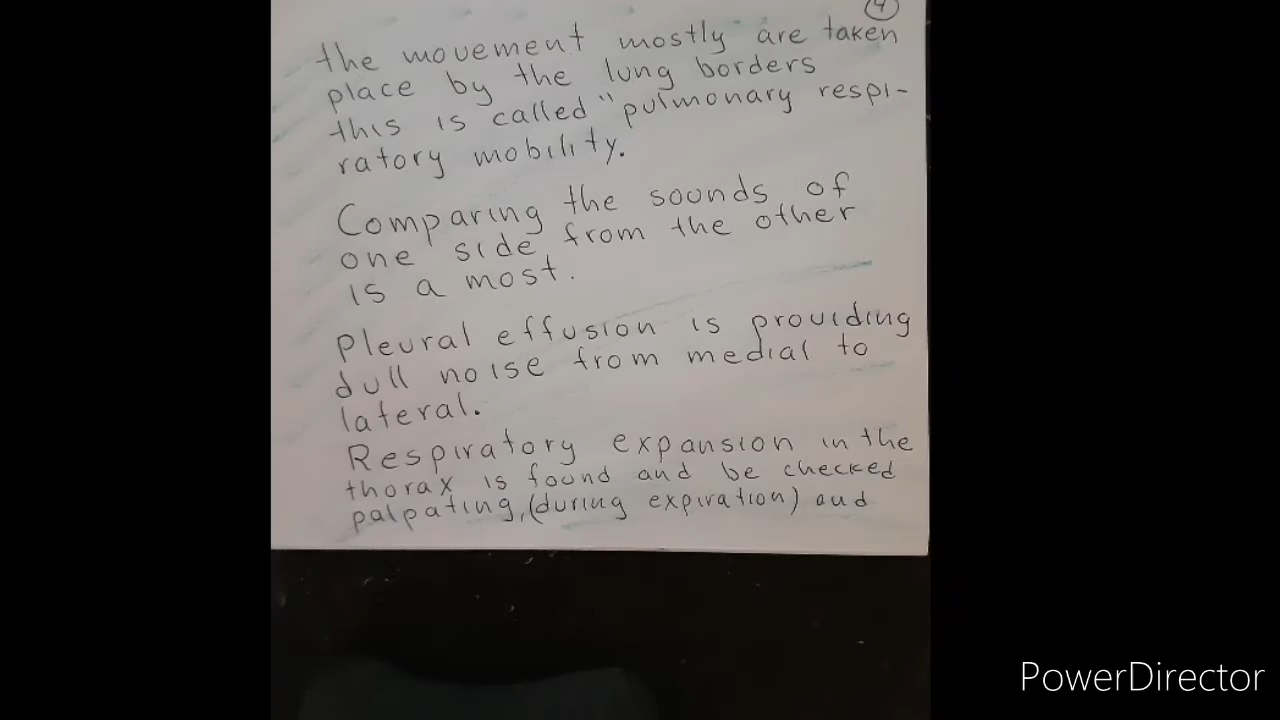 4
the movement mostly are taken
place by the lung borders
this is called "pulmonary respi-
ratory mobility.
Comparing the sounds of
one side from the other
is a most.
Pleural effusion is providing
dull noise from medial to
lateral.
Respiratory expansion in the
thorax is found and be checked
palpating, (during expiration) and
PowerDirector